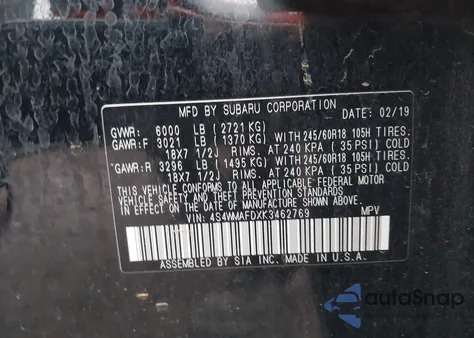 MFD BY SUBARU CORPORATION DATE: 02/19
GVWR: 6000 LB (2721 KG)
GAWR: F 3021 LB (1370 KG) WITH 245/60R18 105H TIRES.
18X7 1/2J RIMS. AT 240 KPA (35 PSI) COLD
GAWR: R 3296 LB (1495 KG) WITH 245/60R18 105H TIRES.
18X7 1/2J RIMS. AT 240 KPA (35 PSI) COLD
THIS VEHICLE CONFORMS TO ALL APPLICABLE FEDERAL MOTOR
VEHICLE SAFETY STANDARDS IN EFFECT ON THE DATE OF
MANUFACTURE SHOWN ABOVE.
VIN: 4S4WMAFDXK3462769 MPV
ASSEMBLED BY SIA INC. MADE IN U.S.A.
autoSnap